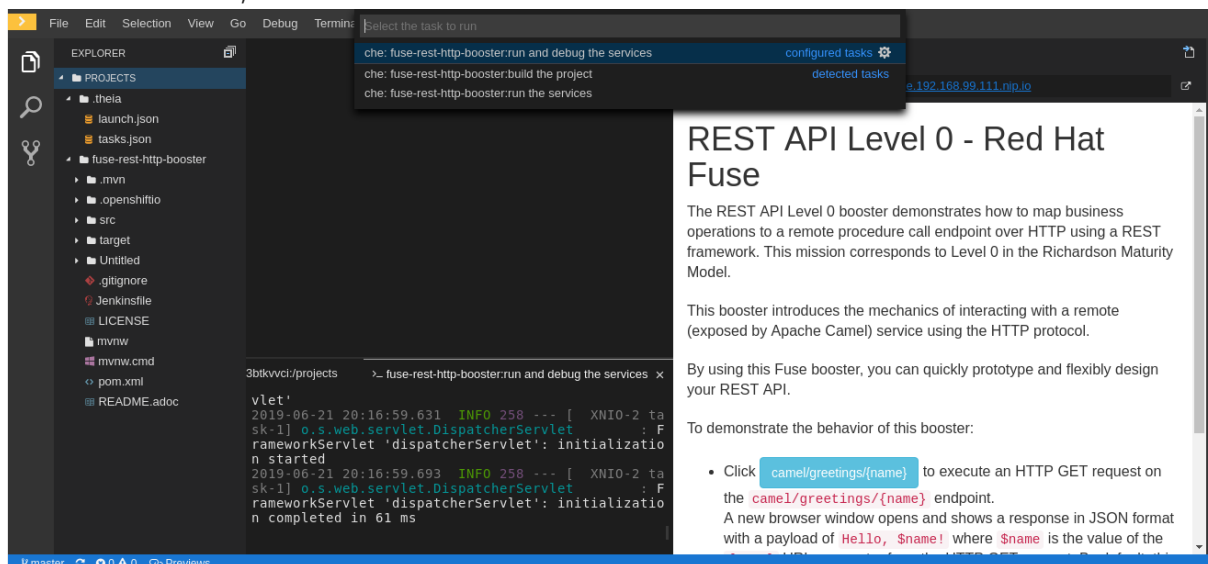 File Edit Selection View Go Debug
Select the task to run
che: fuse-rest-http-booster:run and debug the services configured tasks
che: fuse-rest-http-booster:build the project detected tasks
che: fuse-rest-http-booster:run the services
EXPLORER
PROJECTS
.theia
launch.json
tasks.json
fuse-rest-http-booster
.mvn
.openshiftio
src
target
Untitled
.gitignore
Jenkinsfile
LICENSE
mvnw
mvnw.cmd
pom.xml
README.adoc
3btkvvci:/projects >_ fuse-rest-http-booster:run and debug the services ×
vlet'
2019-06-21 20:16:59.631 INFO 258 --- [ XNIO-2 ta
sk-1] o.s.web.servlet.DispatcherServlet : F
rameworkServlet 'dispatcherServlet': initializatio
n started
2019-06-21 20:16:59.693 INFO 258 --- [ XNIO-2 ta
sk-1] o.s.web.servlet.DispatcherServlet : F
rameworkServlet 'dispatcherServlet': initializatio
n completed in 61 ms
e.192.168.99.111.nip.io
REST API Level 0 - Red Hat
Fuse
The REST API Level 0 booster demonstrates how to map business
operations to a remote procedure call endpoint over HTTP using a REST
framework. This mission corresponds to Level 0 in the Richardson Maturity
Model.
This booster introduces the mechanics of interacting with a remote
(exposed by Apache Camel) service using the HTTP protocol.
By using this Fuse booster, you can quickly prototype and flexibly design
your REST API.
To demonstrate the behavior of this booster:
• Click camel/greetings/{name} to execute an HTTP GET request on
the camel/greetings/{name} endpoint.
A new browser window opens and shows a response in JSON format
with a payload of Hello, $name! where $name is the value of the
master 0 0 Previews